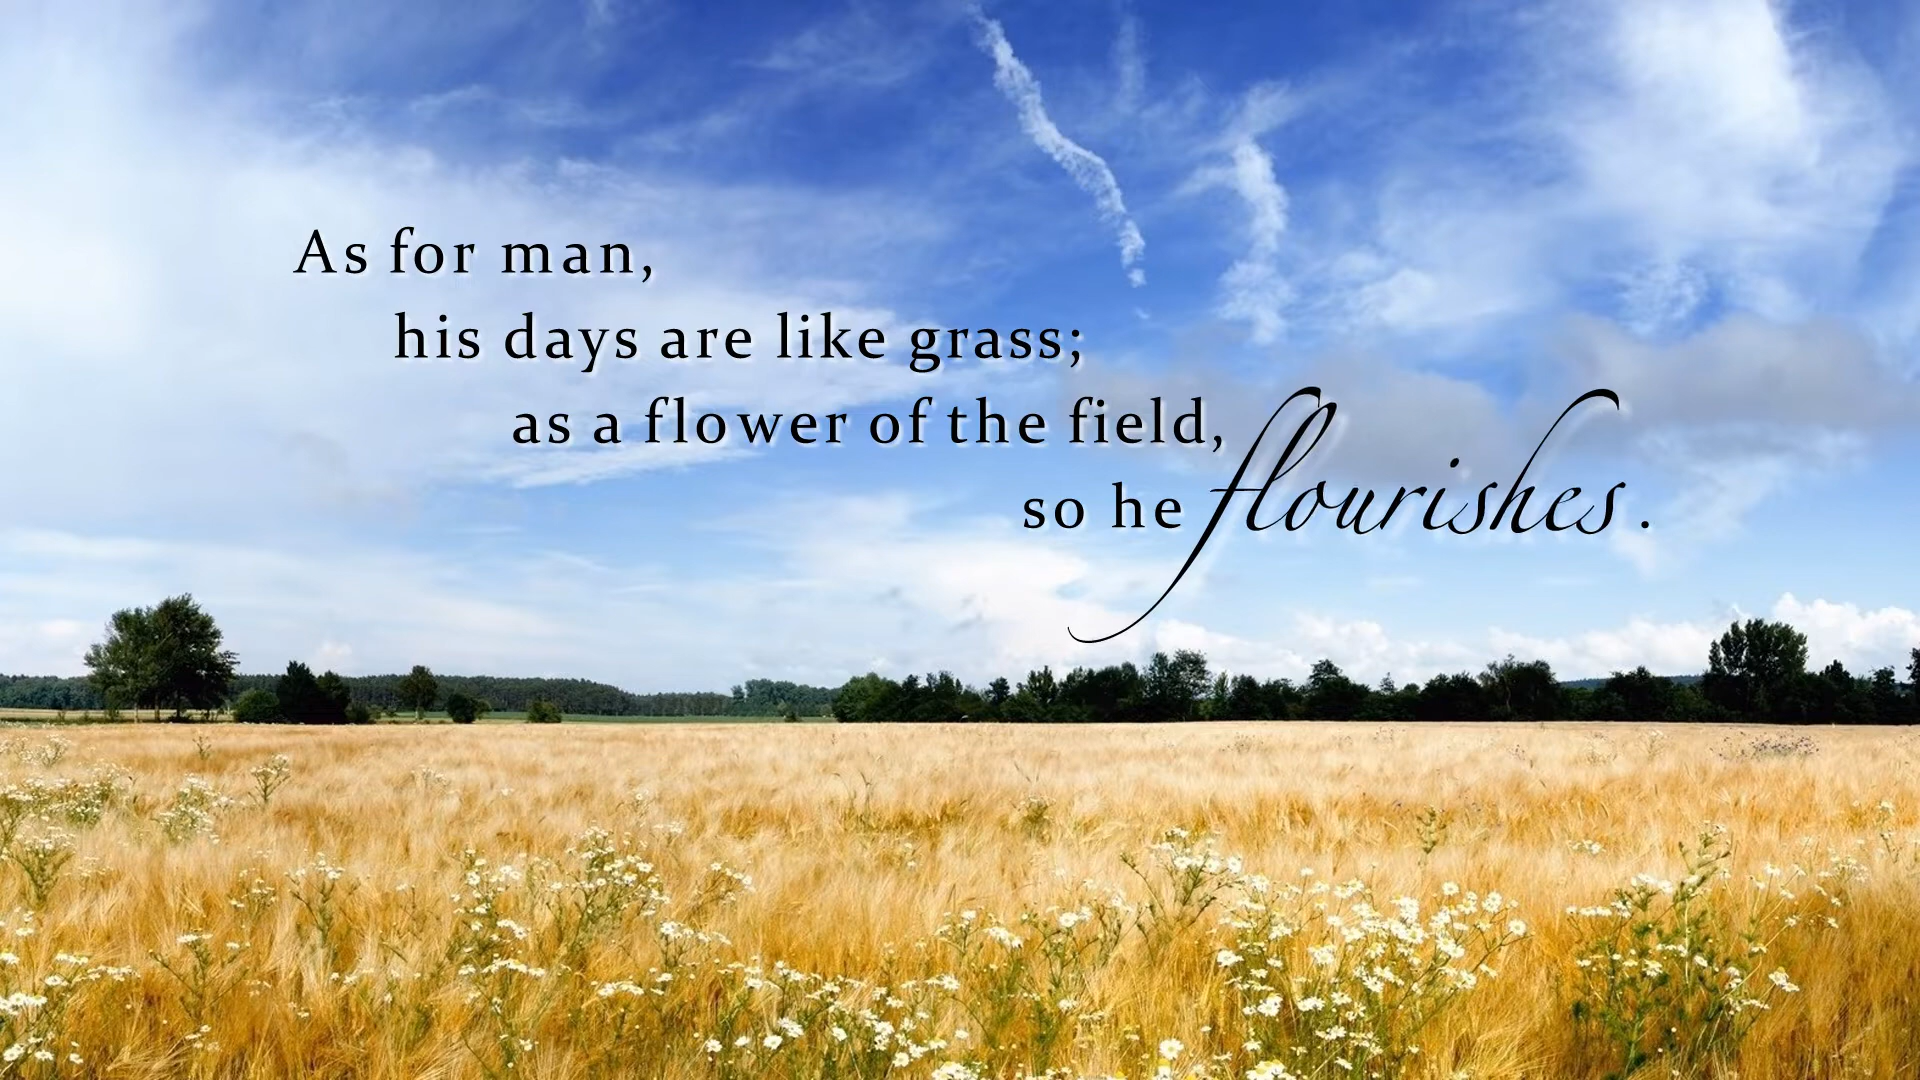 As for man,
his days are like grass;
as a flower of the field,
so he flourishes.